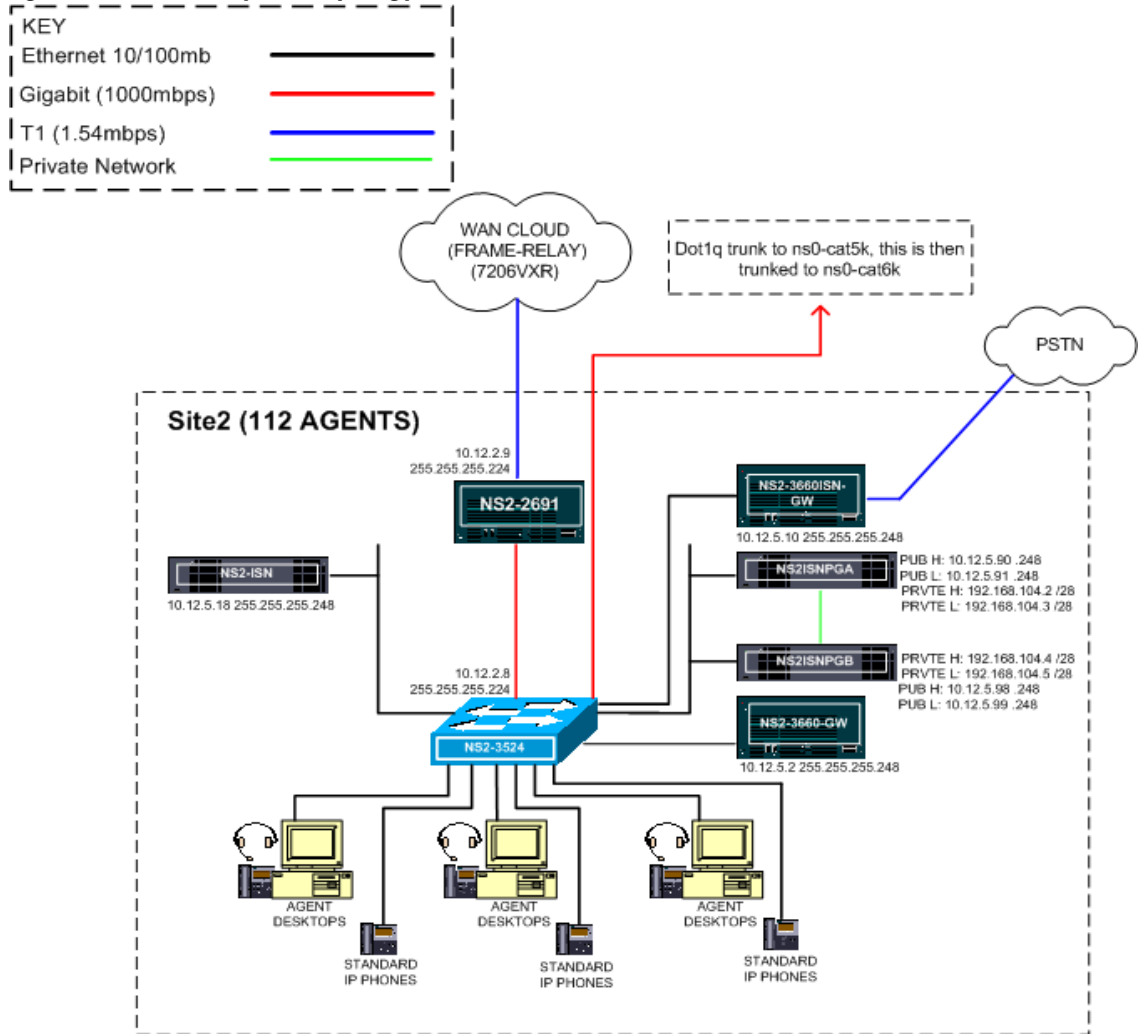 KEY
Ethernet 10/100mb
Gigabit (1000mbps)
T1 (1.54mbps)
Private Network
WAN CLOUD
(FRAME-RELAY)
(7206VXR)
Dot1q trunk to ns0-cat5k, this is then
trunked to ns0-cat6k
PSTN
Site2 (112 AGENTS)
10.12.2.9
255.255.255.224
NS2-2691
NS2-3660ISN-
GW
10.12.5.10 255.255.255.248
NS2-ISN
10.12.5.18 255.255.255.248
NS2ISNPGA
PUB H: 10.12.5.90 .248
PUB L: 10.12.5.91 .248
PRVTE H: 192.168.104.2 /28
PRVTE L: 192.168.104.3 /28
NS2ISNPGB
PRVTE H: 192.168.104.4 /28
PRVTE L: 192.168.104.5 /28
PUB H: 10.12.5.98 .248
PUB L: 10.12.5.99 .248
10.12.2.8
255.255.255.224
NS2-3524
NS2-3660-GW
10.12.5.2 255.255.255.248
AGENT
DESKTOPS
AGENT
DESKTOPS
AGENT
DESKTOPS
STANDARD
IP PHONES
STANDARD
IP PHONES
STANDARD
IP PHONES